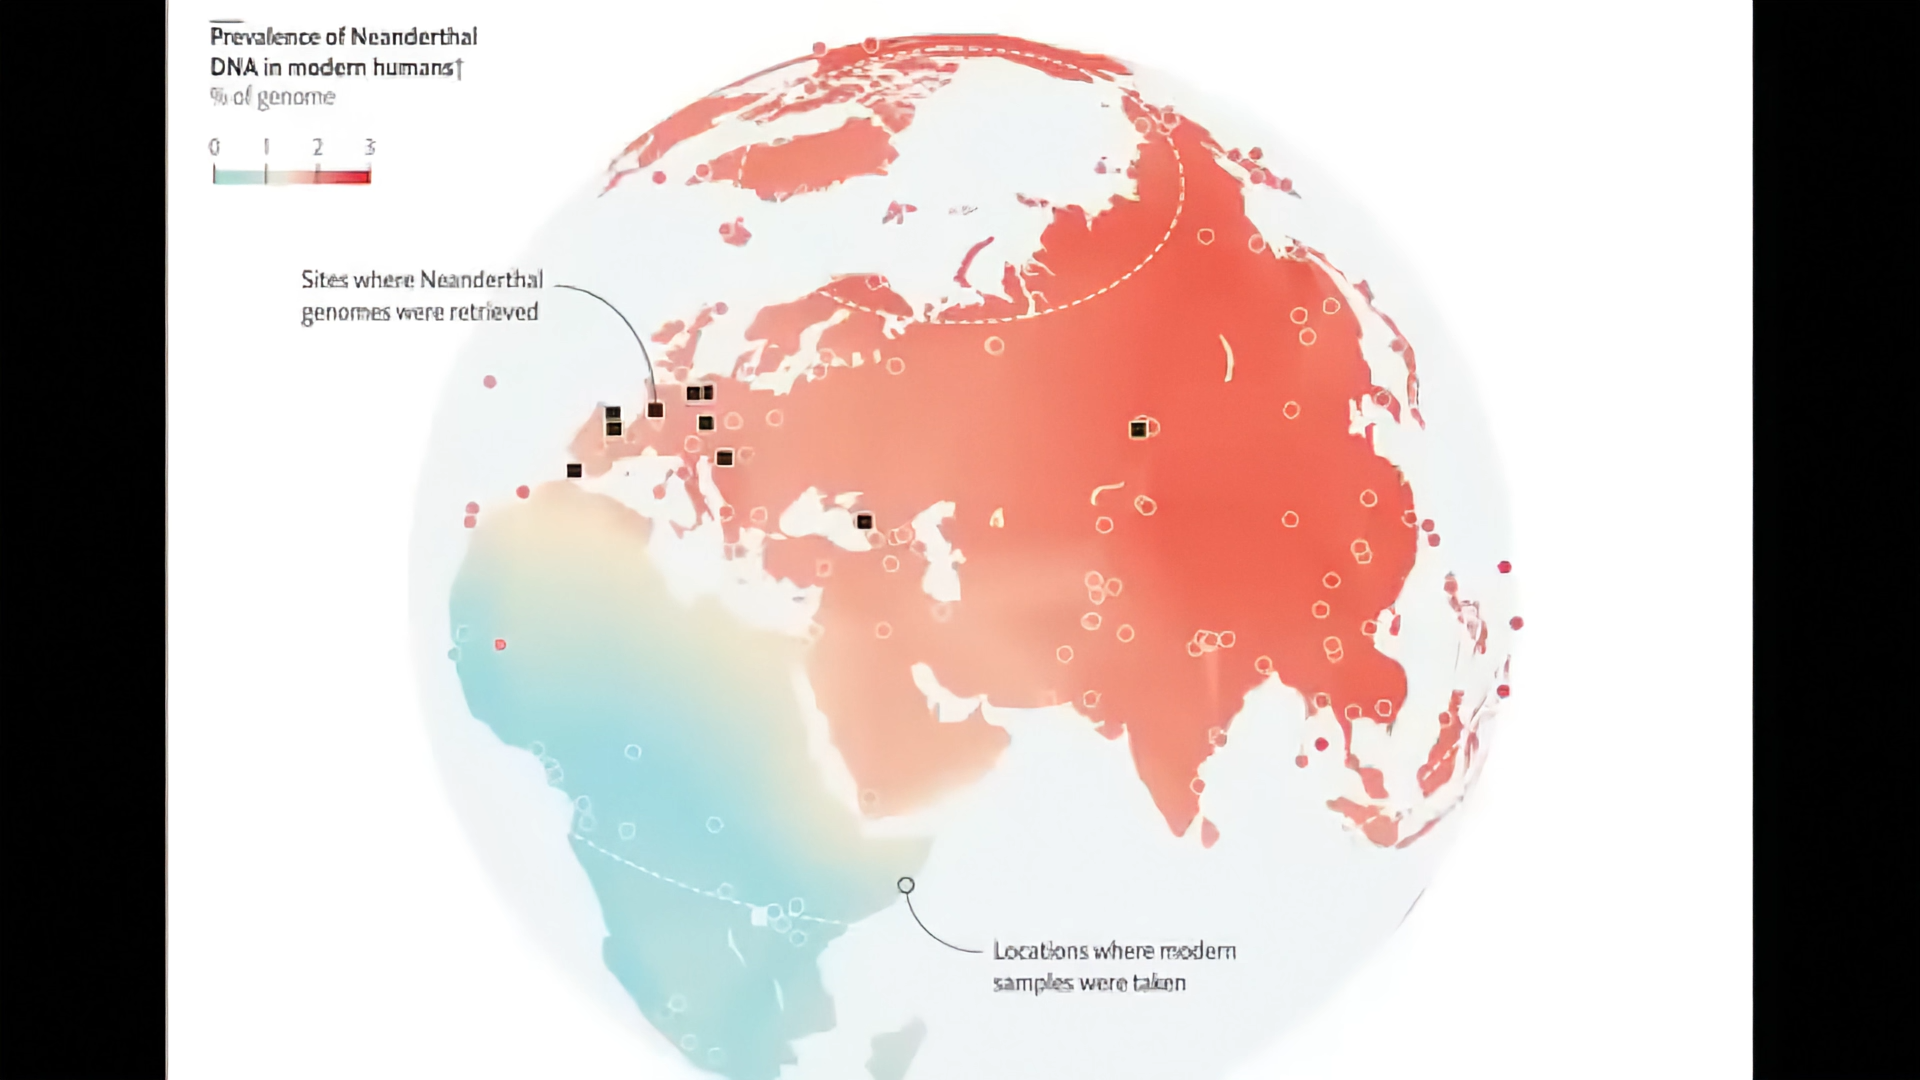 Prevalence of Neanderthal
DNA in modern humans†
% of genome
0 1 2 3
Sites where Neanderthal
genomes were retrieved
Locations where modern
samples were taken